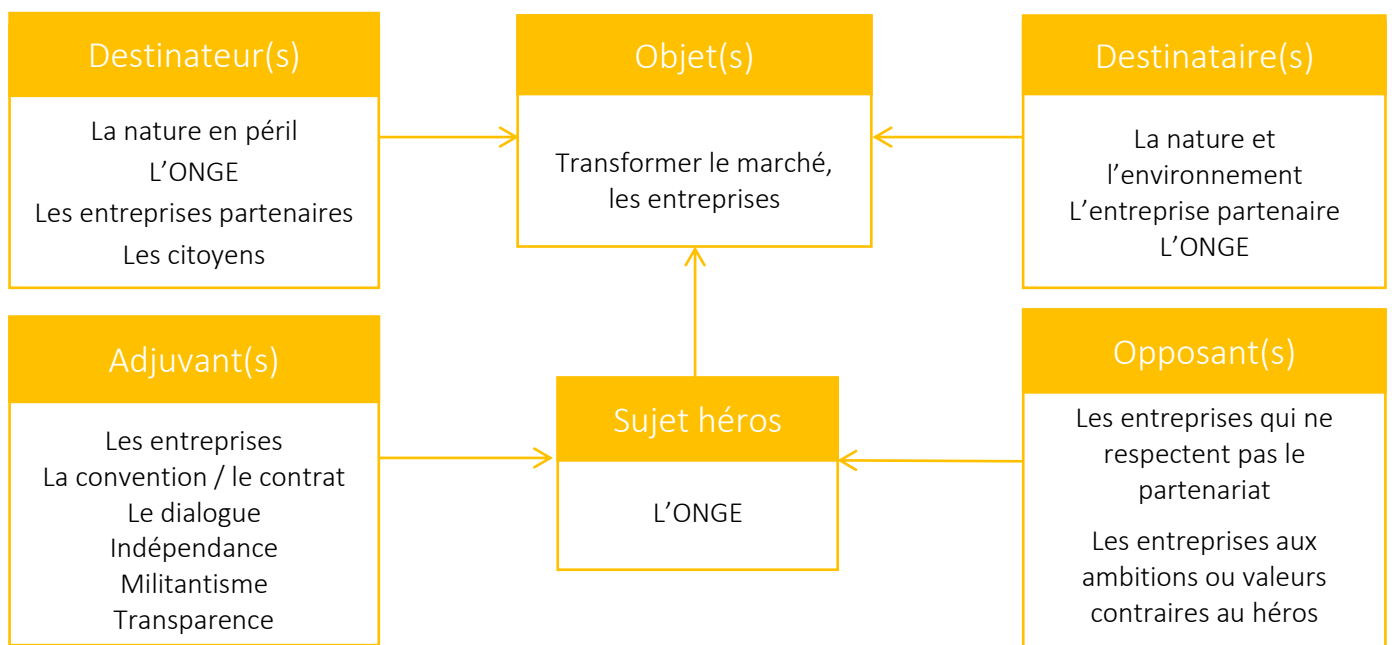 Destinateur(s)
La nature en péril
L’ONGE
Les entreprises partenaires
Les citoyens
Objet(s)
Transformer le marché,
les entreprises
Destinataire(s)
La nature et
l’environnement
L’entreprise partenaire
L’ONGE
Adjuvant(s)
Les entreprises
La convention / le contrat
Le dialogue
Indépendance
Militantisme
Transparence
Sujet héros
L’ONGE
Opposant(s)
Les entreprises qui ne
respectent pas le
partenariat
Les entreprises aux
ambitions ou valeurs
contraires au héros